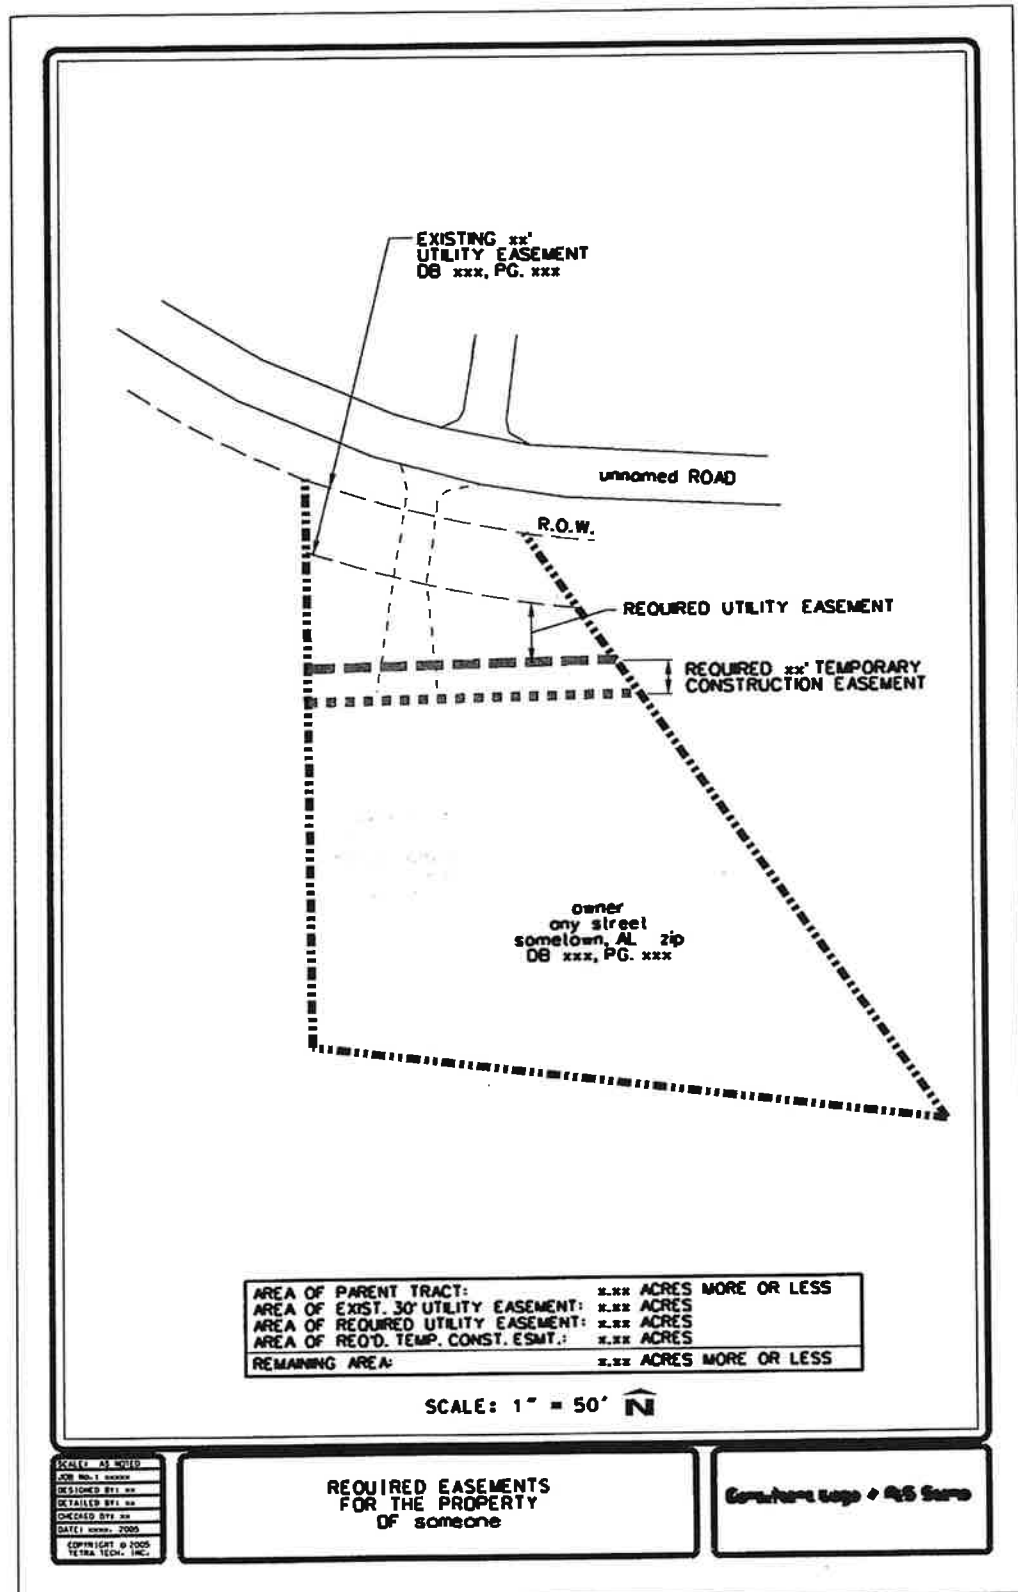 EXISTING xx'
UTILITY EASEMENT
DB xxx, PG. xxx
unnamed ROAD
R.O.W.
REQUIRED UTILITY EASEMENT
REQUIRED xx' TEMPORARY
CONSTRUCTION EASEMENT
owner
any street
sometown, AL zip
DB xxx, PG. xxx
AREA OF PARENT TRACT: x.xx ACRES MORE OR LESS
AREA OF EXIST. 30' UTILITY EASEMENT: x.xx ACRES
AREA OF REQUIRED UTILITY EASEMENT: x.xx ACRES
AREA OF REQ'D. TEMP. CONST. ESMT.: x.xx ACRES
REMAINING AREA: x.xx ACRES MORE OR LESS
SCALE: 1" = 50' N
SCALE: AS NOTED
JOB NO.: xxxxx
DESIGNED BY: xx
DETAILED BY: xx
CHECKED BY: xx
DATE: xxxx, 2005
COPYRIGHT © 2005
TETRA TECH, INC.
REQUIRED EASEMENTS
FOR THE PROPERTY
OF someone